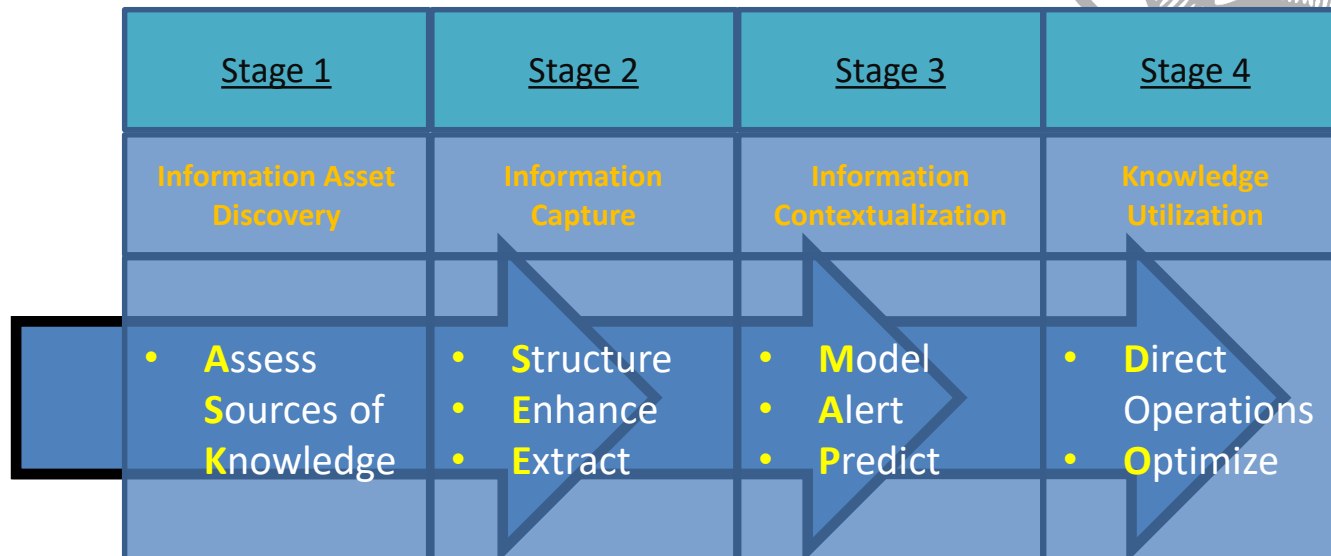 Stage 1
Stage 2
Stage 3
Stage 4
Information Asset
Discovery
Information
Capture
Information
Contextualization
Knowledge
Utilization
• Assess
Sources of
Knowledge
• Structure
• Enhance
• Extract
• Model
• Alert
• Predict
• Direct
Operations
• Optimize